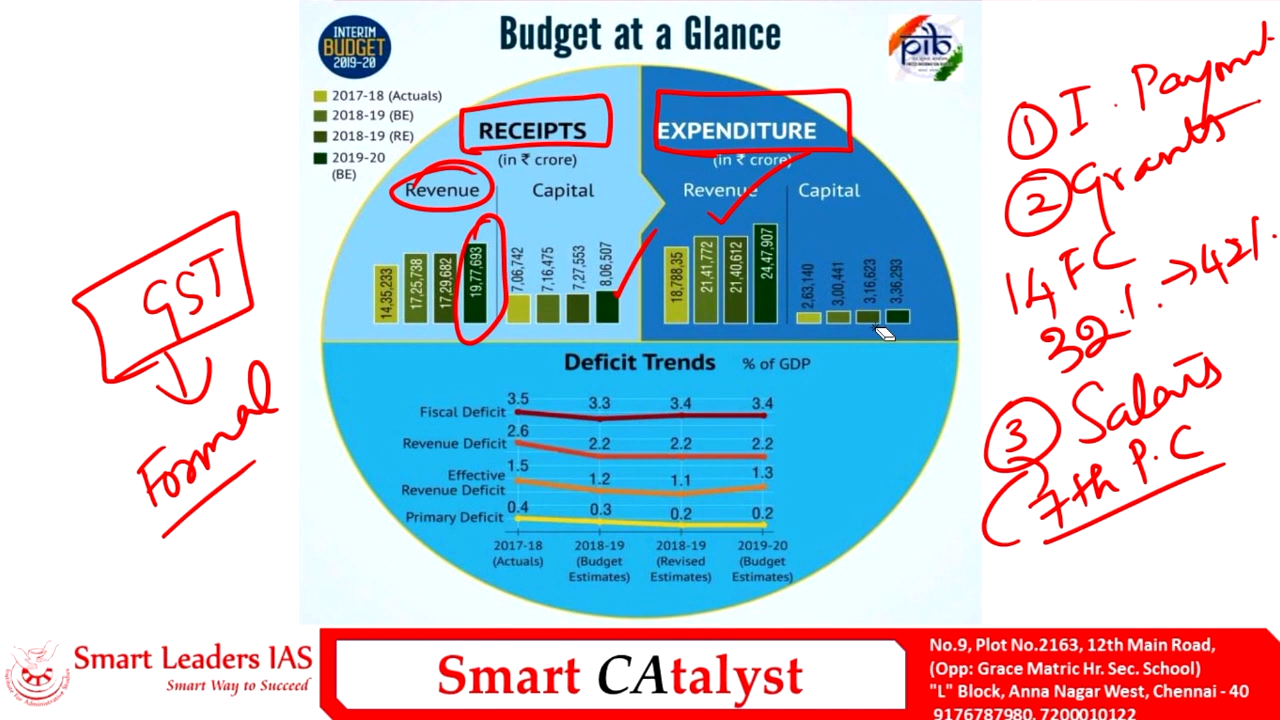 INTERIM
BUDGET
2019-20
Budget at a Glance
pib
2017-18 (Actuals)
2018-19 (BE)
2018-19 (RE)
2019-20
(BE)
RECEIPTS
(in ₹ crore)
Revenue
Capital
14,35,233
17,25,738
17,29,682
19,77,693
7,06,742
7,16,475
7,27,553
8,06,507
EXPENDITURE
(in ₹ crore)
Revenue
Capital
18,788,35
21,41,772
21,40,612
24,47,907
2,63,140
3,00,441
3,16,623
3,36,293
Deficit Trends % of GDP
Fiscal Deficit 3.5 3.3 3.4 3.4
Revenue Deficit 2.6 2.2 2.2 2.2
Effective
Revenue Deficit 1.5 1.2 1.1 1.3
Primary Deficit 0.4 0.3 0.2 0.2
2017-18
(Actuals)
2018-19
(Budget
Estimates)
2018-19
(Revised
Estimates)
2019-20
(Budget
Estimates)
GST
Formal
1 I. Payment
2 Grants
14 FC
32%. → 42%.
3 Salaries
7th P.C
Smart Leaders IAS
Smart Way to Succeed
Smart CAtalyst
No.9, Plot No.2163, 12th Main Road,
(Opp: Grace Matric Hr. Sec. School)
"L" Block, Anna Nagar West, Chennai - 40
9176787980, 7200010122